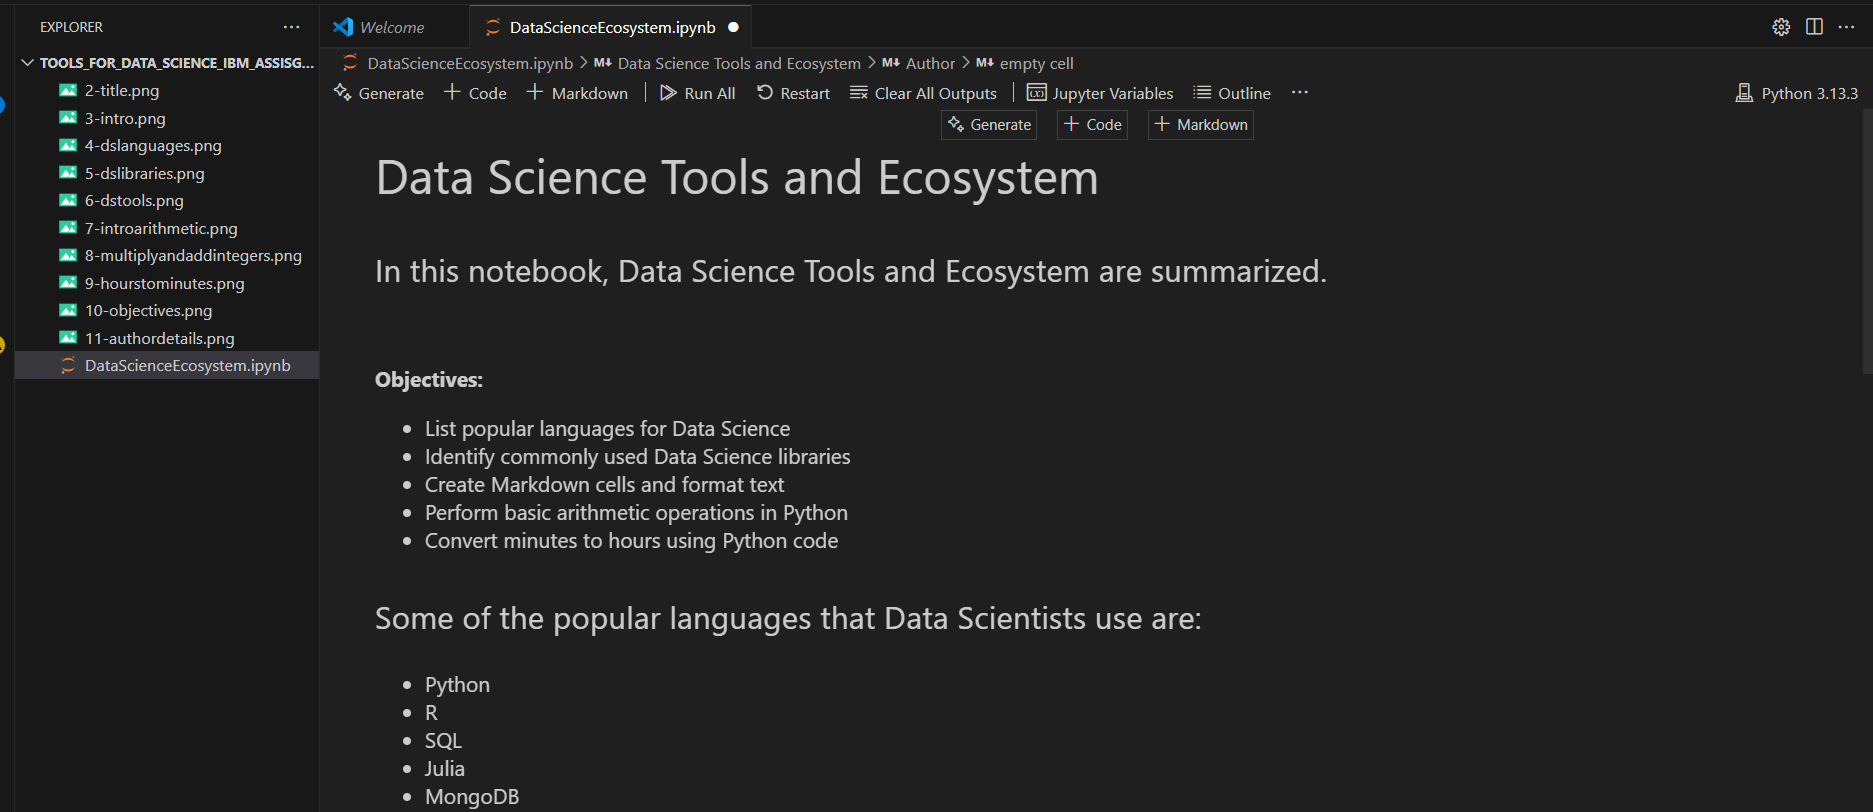 EXPLORER ...
TOOLS_FOR_DATA_SCIENCE_IBM_ASSISG...
2-title.png
3-intro.png
4-dslanguages.png
5-dslibraries.png
6-dstools.png
7-introarithmetic.png
8-multiplyandaddintegers.png
9-hourstominutes.png
10-objectives.png
11-authordetails.png
DataScienceEcosystem.ipynb
Welcome DataScienceEcosystem.ipynb
DataScienceEcosystem.ipynb > M↓ Data Science Tools and Ecosystem > M↓ Author > M↓ empty cell
Generate + Code + Markdown | Run All Restart Clear All Outputs | Jupyter Variables Outline ... Python 3.13.3
Generate + Code + Markdown
Data Science Tools and Ecosystem
In this notebook, Data Science Tools and Ecosystem are summarized.
Objectives:
• List popular languages for Data Science
• Identify commonly used Data Science libraries
• Create Markdown cells and format text
• Perform basic arithmetic operations in Python
• Convert minutes to hours using Python code
Some of the popular languages that Data Scientists use are:
• Python
• R
• SQL
• Julia
• MongoDB